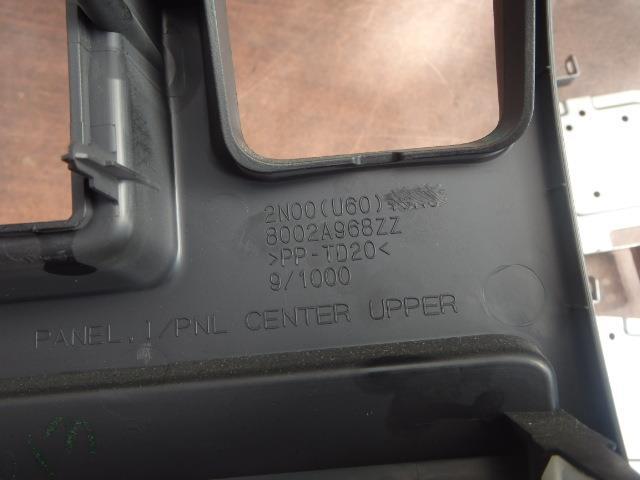 2N00(U60)
8002A968ZZ
>PP-TD20<
9/1000
PANEL,I/PNL CENTER UPPER